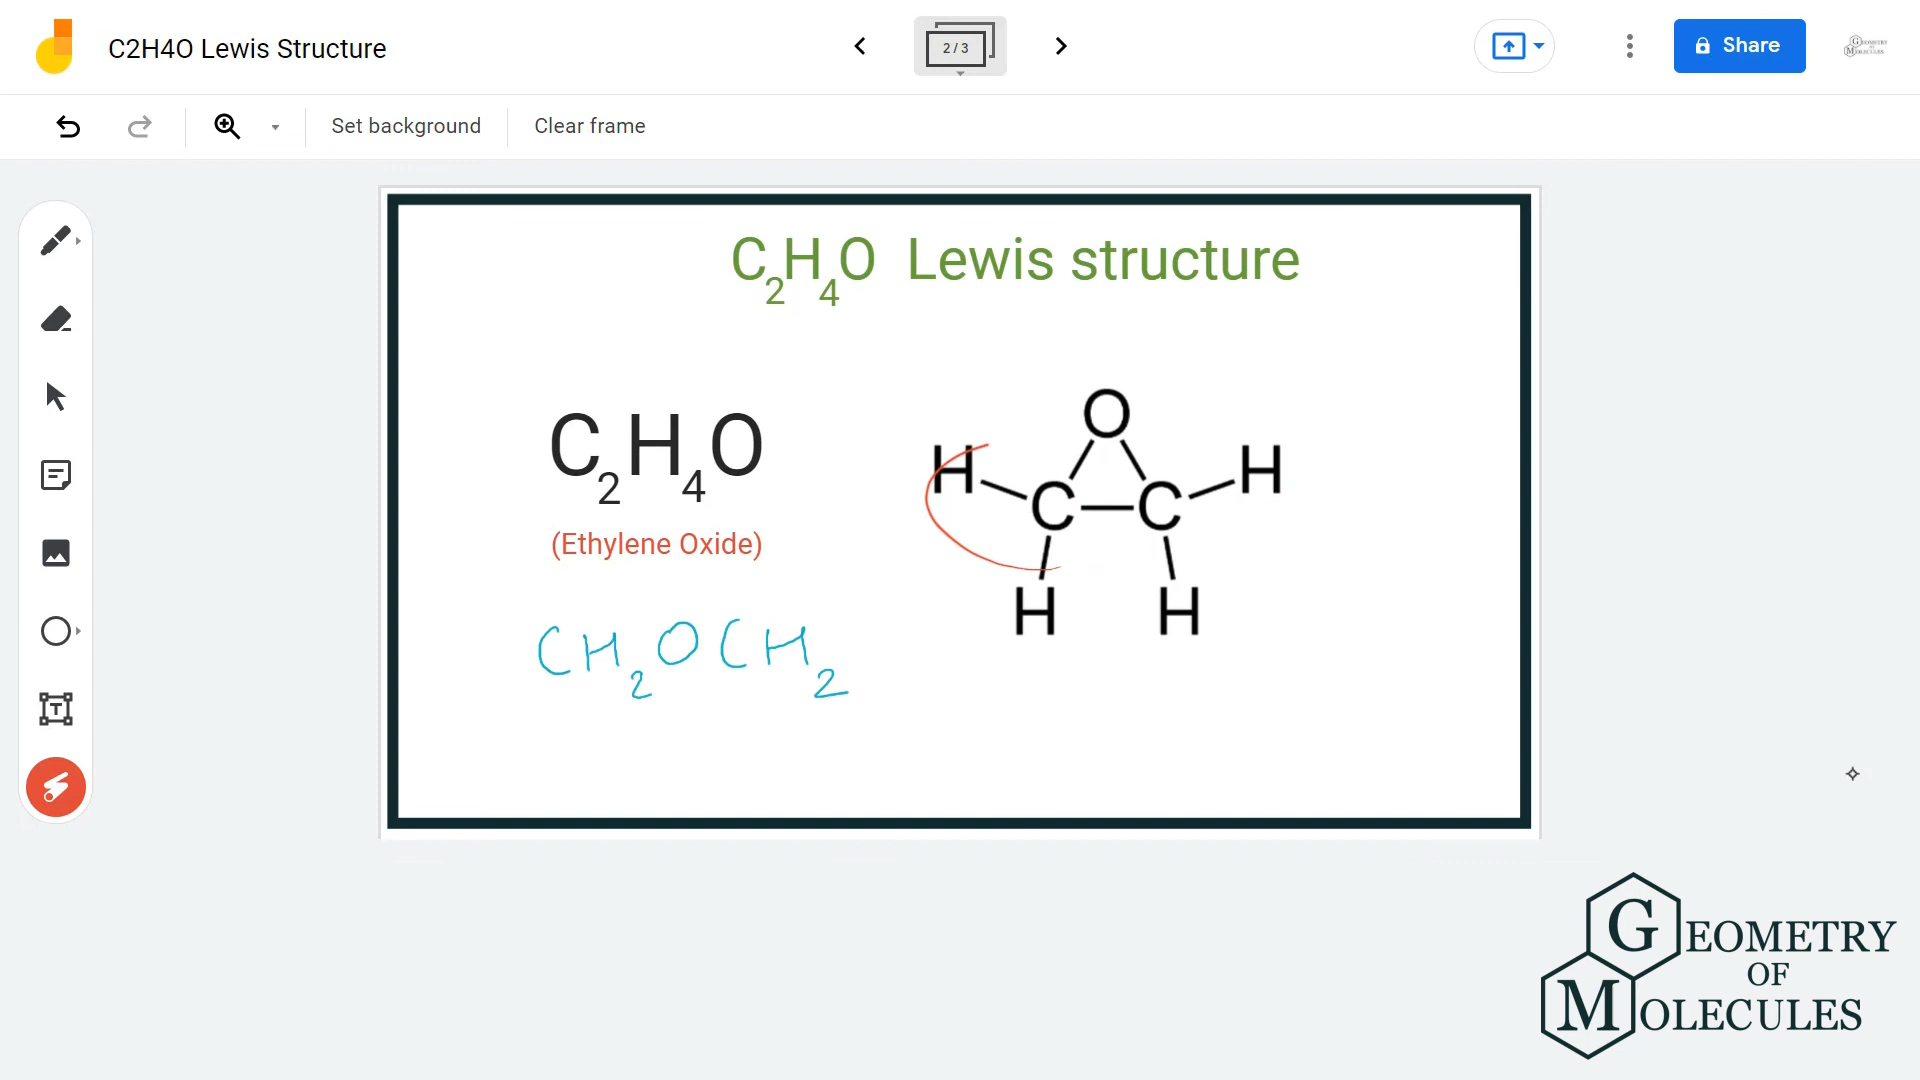 C2H4O Lewis Structure
2 / 3
Share
Set background
Clear frame
C₂H₄O Lewis structure
C₂H₄O
(Ethylene Oxide)
CH₂OCH₂
O
H C C H
H H
GEOMETRY
OF
MOLECULES